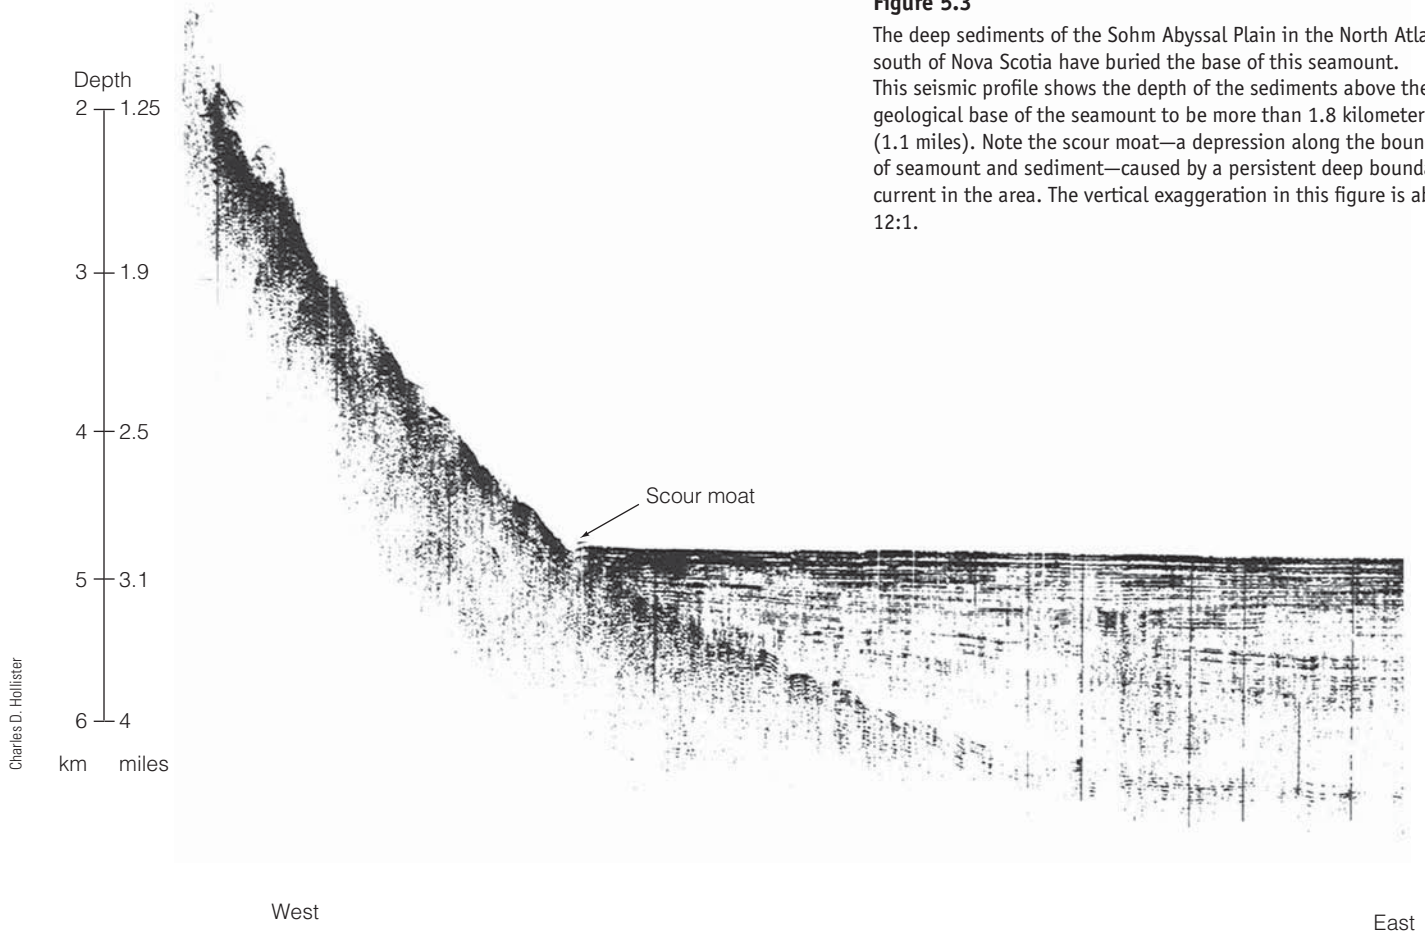 Figure 5.3
The deep sediments of the Sohm Abyssal Plain in the North
south of Nova Scotia have buried the base of this seamount.
This seismic profile shows the depth of the sediments above the
geological base of the seamount to be more than 1.8
(1.1 miles). Note the scour moat—a depression along the
of seamount and sediment—caused by a persistent deep
current in the area. The vertical exaggeration in this figure is
12:1.
Depth
2 1.25
3 1.9
4 2.5
Scour moat
5 3.1
6 4
km miles
Charles D. Hollister
West
East